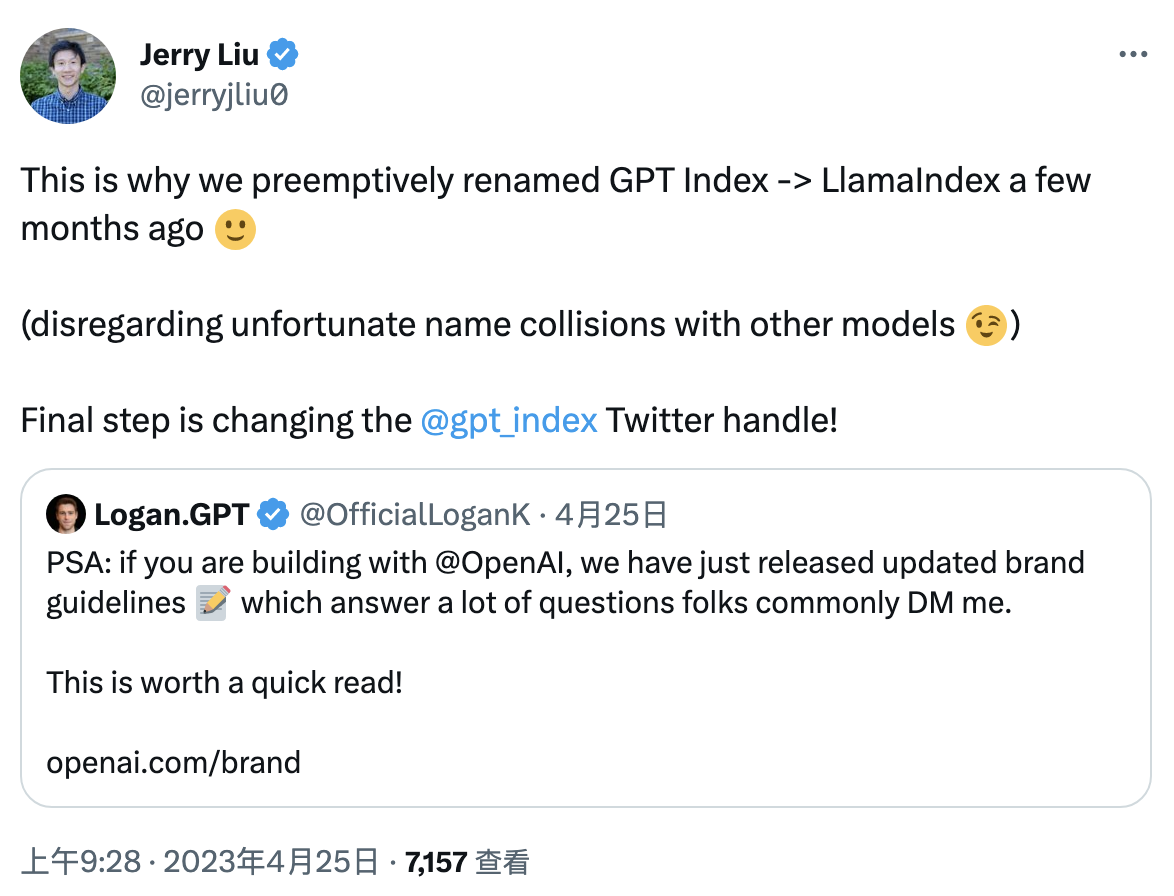 Jerry Liu
@jerryjliu0
This is why we preemptively renamed GPT Index -> LlamaIndex a few
months ago 🙂
(disregarding unfortunate name collisions with other models 😉)
Final step is changing the @gpt_index Twitter handle!
Logan.GPT @OfficialLoganK · 4月25日
PSA: if you are building with @OpenAI, we have just released updated brand
guidelines 📝 which answer a lot of questions folks commonly DM me.
This is worth a quick read!
openai.com/brand
上午9:28 · 2023年4月25日 · 7,157 查看